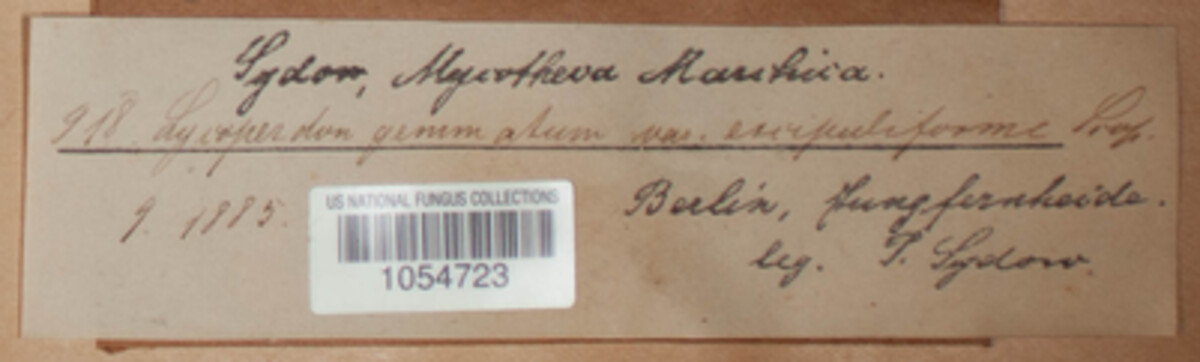 Sydow, Mycotheca Marchica.
918. Lycoperdon gemmatum var. excipuliforme Scop.
9. 1885.
US NATIONAL FUNGUS COLLECTIONS
1054723
Berlin, Jungfernheide.
leg. P. Sydow.